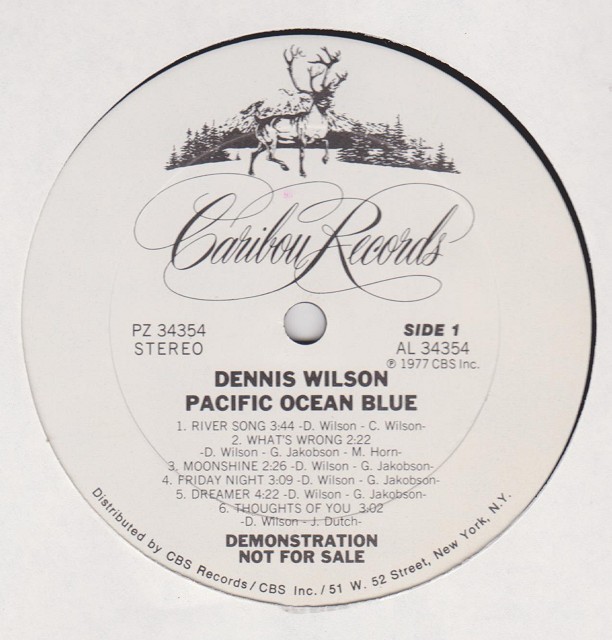 Caribou Records
PZ 34354
STEREO
SIDE 1
AL 34354
℗ 1977 CBS Inc.
DENNIS WILSON
PACIFIC OCEAN BLUE
1. RIVER SONG 3:44 -D. Wilson - C. Wilson-
2. WHAT'S WRONG 2:22
-D. Wilson - G. Jakobson - M. Horn-
3. MOONSHINE 2:26 -D. Wilson - G. Jakobson-
4. FRIDAY NIGHT 3:09 -D. Wilson - G. Jakobson-
5. DREAMER 4:22 -D. Wilson - G. Jakobson-
6. THOUGHTS OF YOU 3:02
-D. Wilson - J. Dutch-
DEMONSTRATION
NOT FOR SALE
Distributed by CBS Records/CBS Inc./51 W. 52 Street, New York, N.Y.